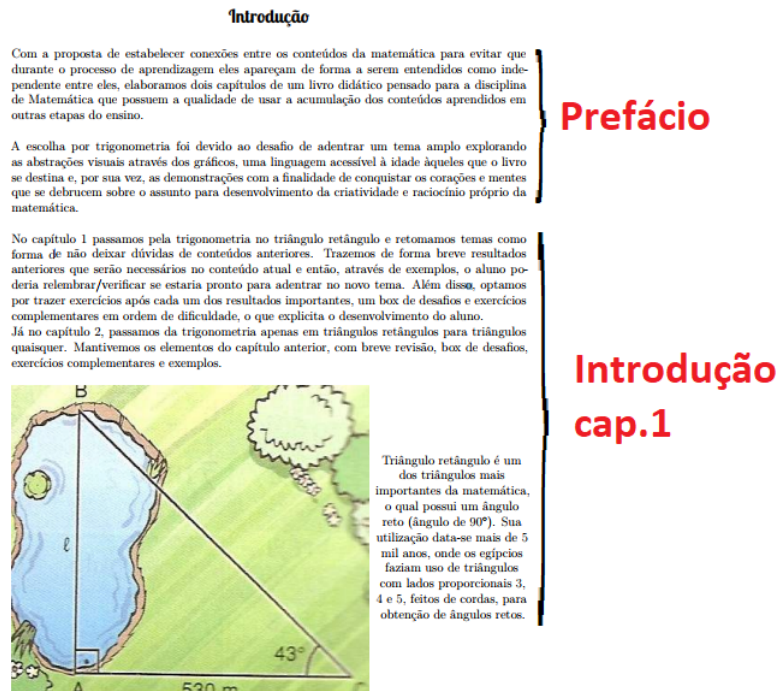 Introdução
Com a proposta de estabelecer conexões entre os conteúdos da matemática para evitar que
durante o processo de aprendizagem eles apareçam de forma a serem entendidos como inde-
pendente entre eles, elaboramos dois capítulos de um livro didático pensado para a disciplina
de Matemática que possuem a qualidade de usar a acumulação dos conteúdos aprendidos em
outras etapas do ensino.
A escolha por trigonometria foi devido ao desafio de adentrar um tema amplo explorando
as abstrações visuais através dos gráficos, uma linguagem acessível à idade àqueles que o livro
se destina e, por sua vez, as demonstrações com a finalidade de conquistar os corações e mentes
que se debrucem sobre o assunto para desenvolvimento da criatividade e raciocínio próprio da
matemática.
Prefácio
No capítulo 1 passamos pela trigonometria no triângulo retângulo e retomamos temas como
forma de não deixar dúvidas de conteúdos anteriores. Trazemos de forma breve resultados
anteriores que serão necessários no conteúdo atual e então, através de exemplos, o aluno po-
deria relembrar/verificar se estaria pronto para adentrar no novo tema. Além disso, optamos
por trazer exercícios após cada um dos resultados importantes, um box de desafios e exercícios
complementares em ordem de dificuldade, o que explicita o desenvolvimento do aluno.
Já no capítulo 2, passamos da trigonometria apenas em triângulos retângulos para triângulos
quaisquer. Mantivemos os elementos do capítulo anterior, com breve revisão, box de desafios,
exercícios complementares e exemplos.
Introdução
cap.1
B
ℓ
43°
A
530 m
C
Triângulo retângulo é um
dos triângulos mais
importantes da matemática,
o qual possui um ângulo
reto (ângulo de 90°). Sua
utilização data-se mais de 5
mil anos, onde os egípcios
faziam uso de triângulos
com lados proporcionais 3,
4 e 5, feitos de cordas, para
obtenção de ângulos retos.